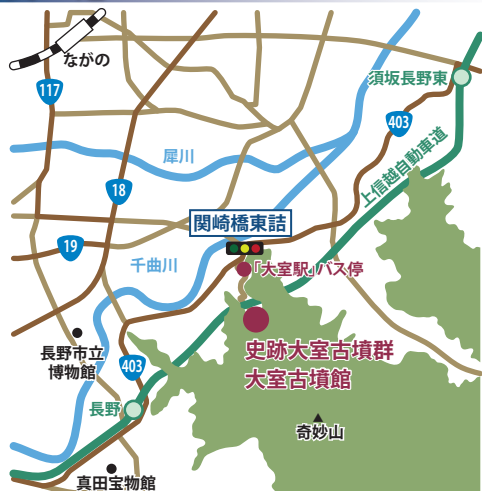 ながの
須坂長野東
117
403
上信越自動車道
犀川
18
関崎橋東詰
19
千曲川
「大室駅」バス停
長野市立
博物館
403
史跡大室古墳群
大室古墳館
長野
奇妙山
真田宝物館